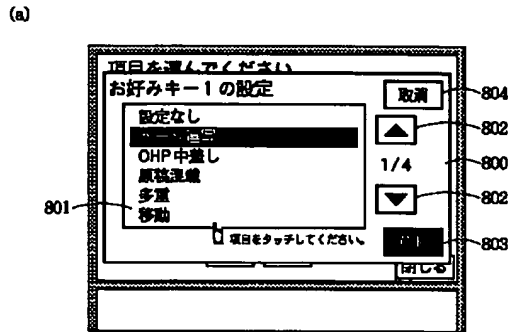 (a)
項目を選んでください
お好みキー1の設定
取消
804
設定なし
802
OHP中差し
1/4
800
原稿混載
多重
802
801
移動
項目をタッチしてください。
803
閉じる